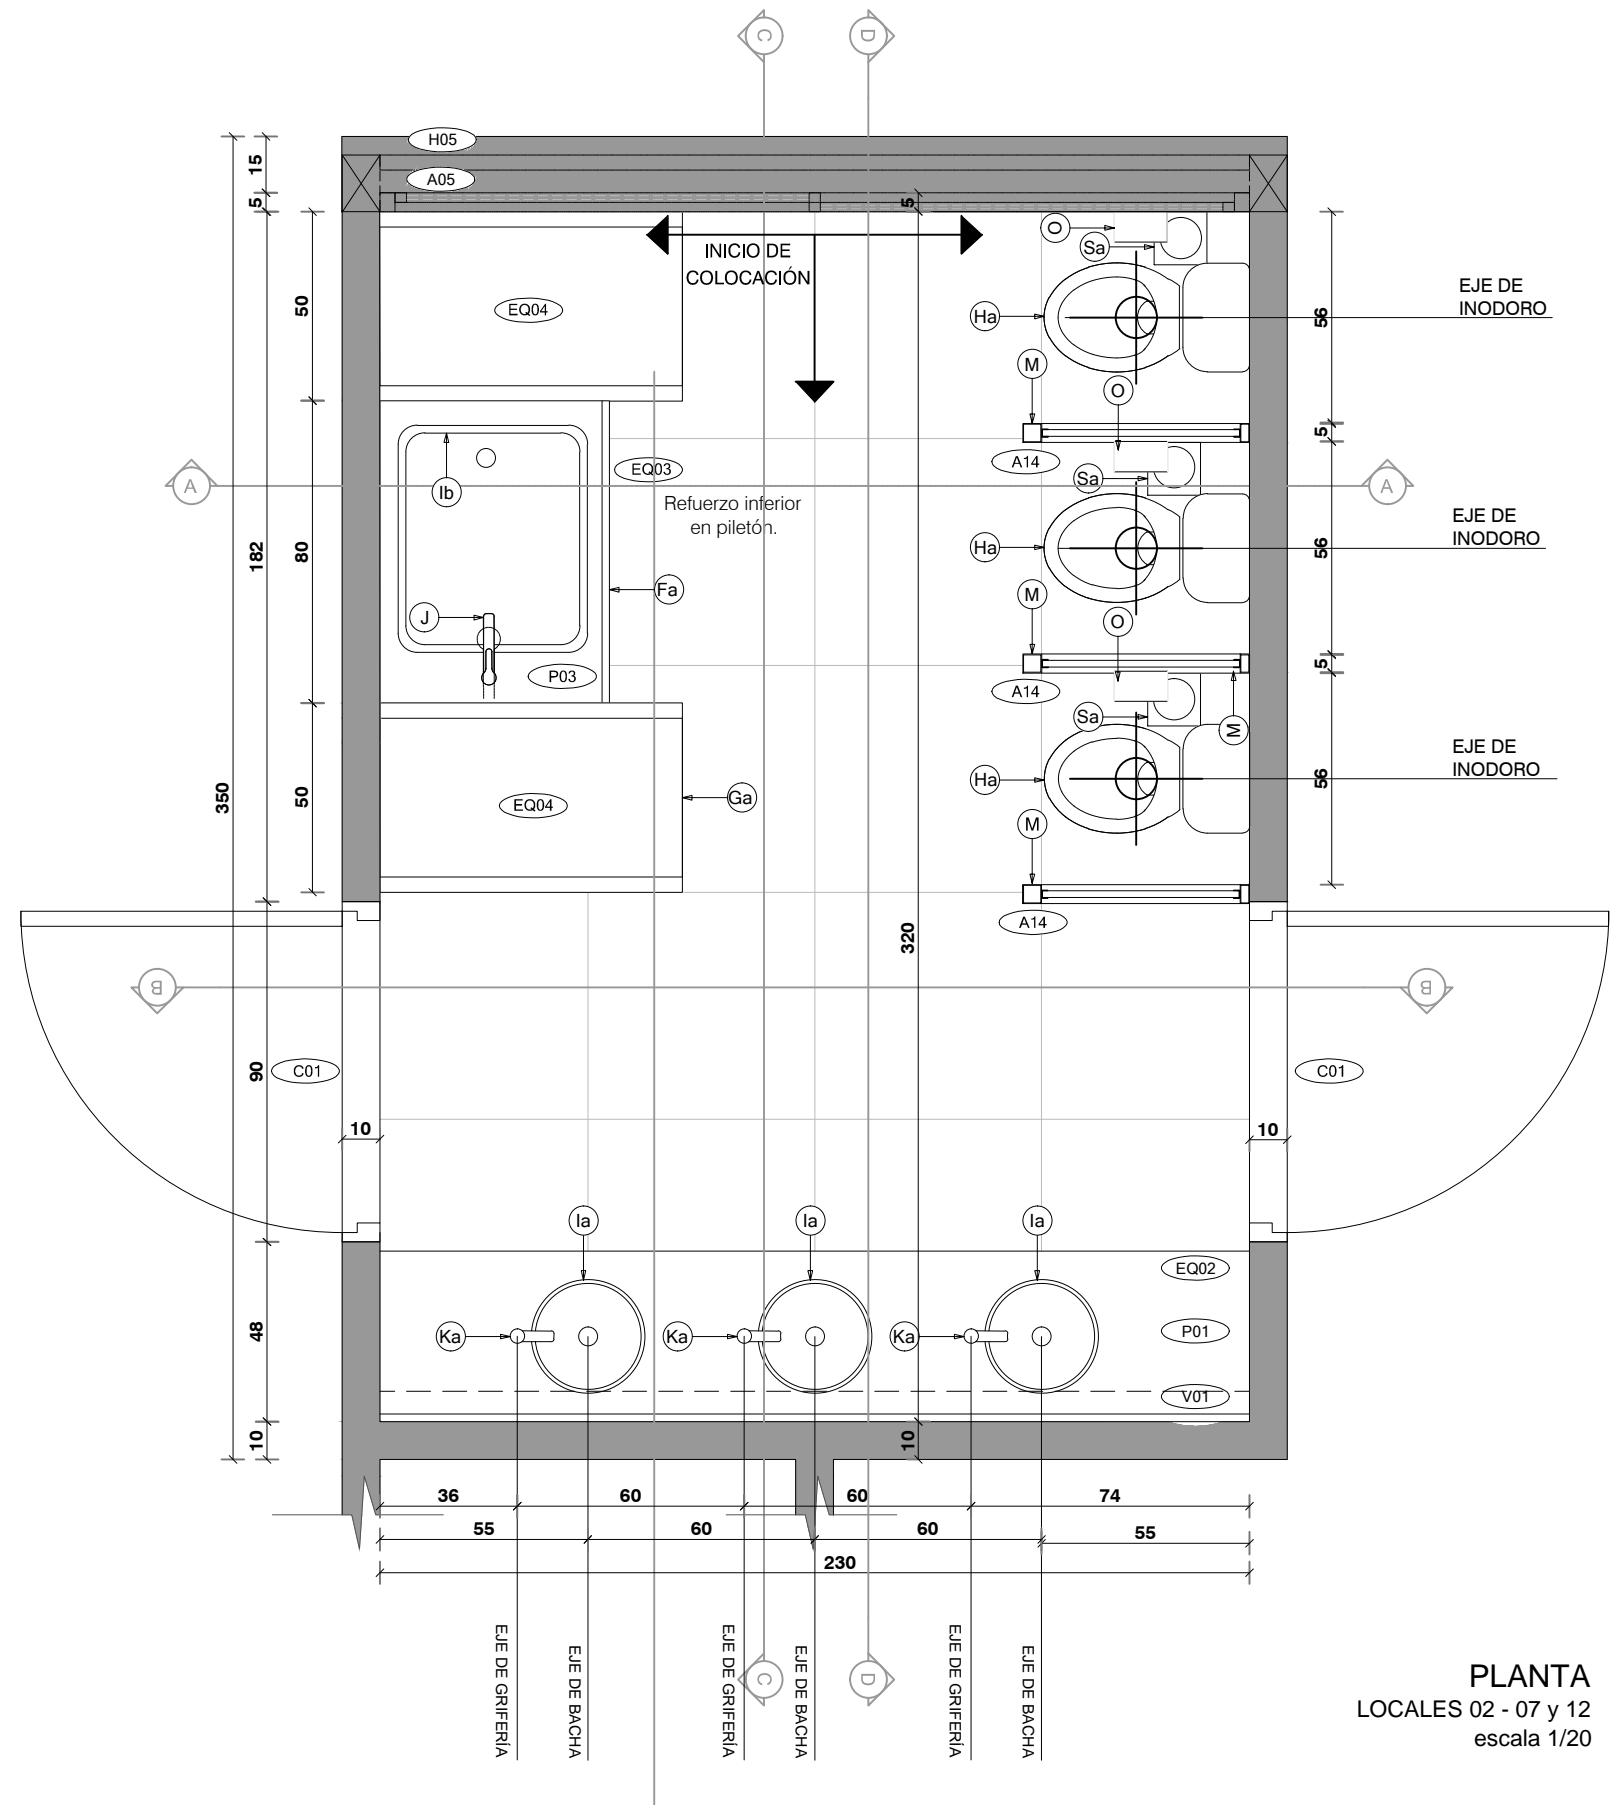 C
D
H05
A05
15
5
5
INICIO DE
COLOCACIÓN
O
Sa
EQ04
50
Ha
56
EJE DE
INODORO
M
O
5
A14
EQ03
Sa
A
A
Ib
Refuerzo inferior
en piletón.
350
182
80
Ha
56
EJE DE
INODORO
Fa
M
J
O
P03
5
A14
Sa
M
EQ04
50
Ga
Ha
56
EJE DE
INODORO
M
A14
320
B
B
C01
90
C01
10
10
Ia
Ia
Ia
EQ02
48
Ka
Ka
Ka
P01
V01
10
10
36
60
60
74
55
60
60
55
230
EJE DE GRIFERÍA
EJE DE BACHA
EJE DE GRIFERÍA
C
EJE DE BACHA
D
EJE DE GRIFERÍA
EJE DE BACHA
PLANTA
LOCALES 02 - 07 y 12
escala 1/20